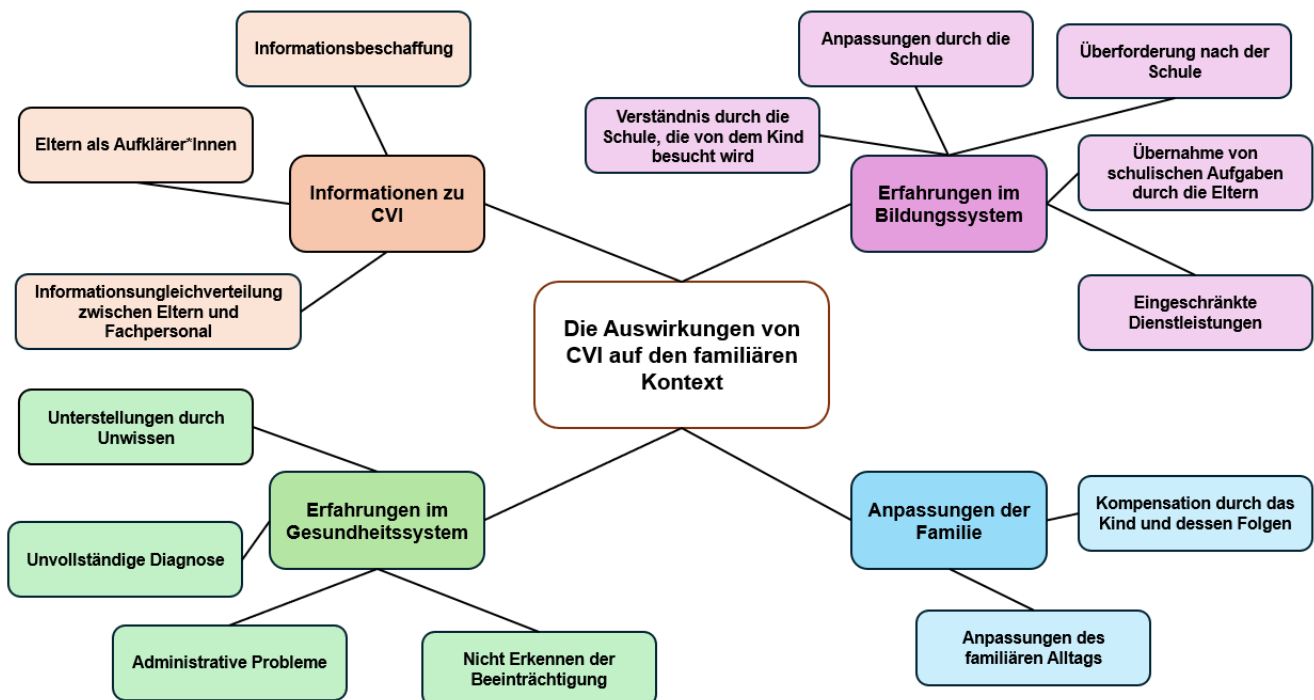 Informationsbeschaffung
Eltern als Aufklärer*Innen
Informationen zu
CVI
Informationsungleichverteilung
zwischen Eltern und
Fachpersonal
Anpassungen durch die
Schule
Überforderung nach der
Schule
Verständnis durch die
Schule, die von dem Kind
besucht wird
Erfahrungen im
Bildungssystem
Übernahme von
schulischen Aufgaben
durch die Eltern
Eingeschränkte
Dienstleistungen
Die Auswirkungen von
CVI auf den familiären
Kontext
Unterstellungen durch
Unwissen
Erfahrungen im
Gesundheitssystem
Unvollständige Diagnose
Administrative Probleme
Nicht Erkennen der
Beeinträchtigung
Anpassungen der
Familie
Kompensation durch das
Kind und dessen Folgen
Anpassungen des
familiären Alltags